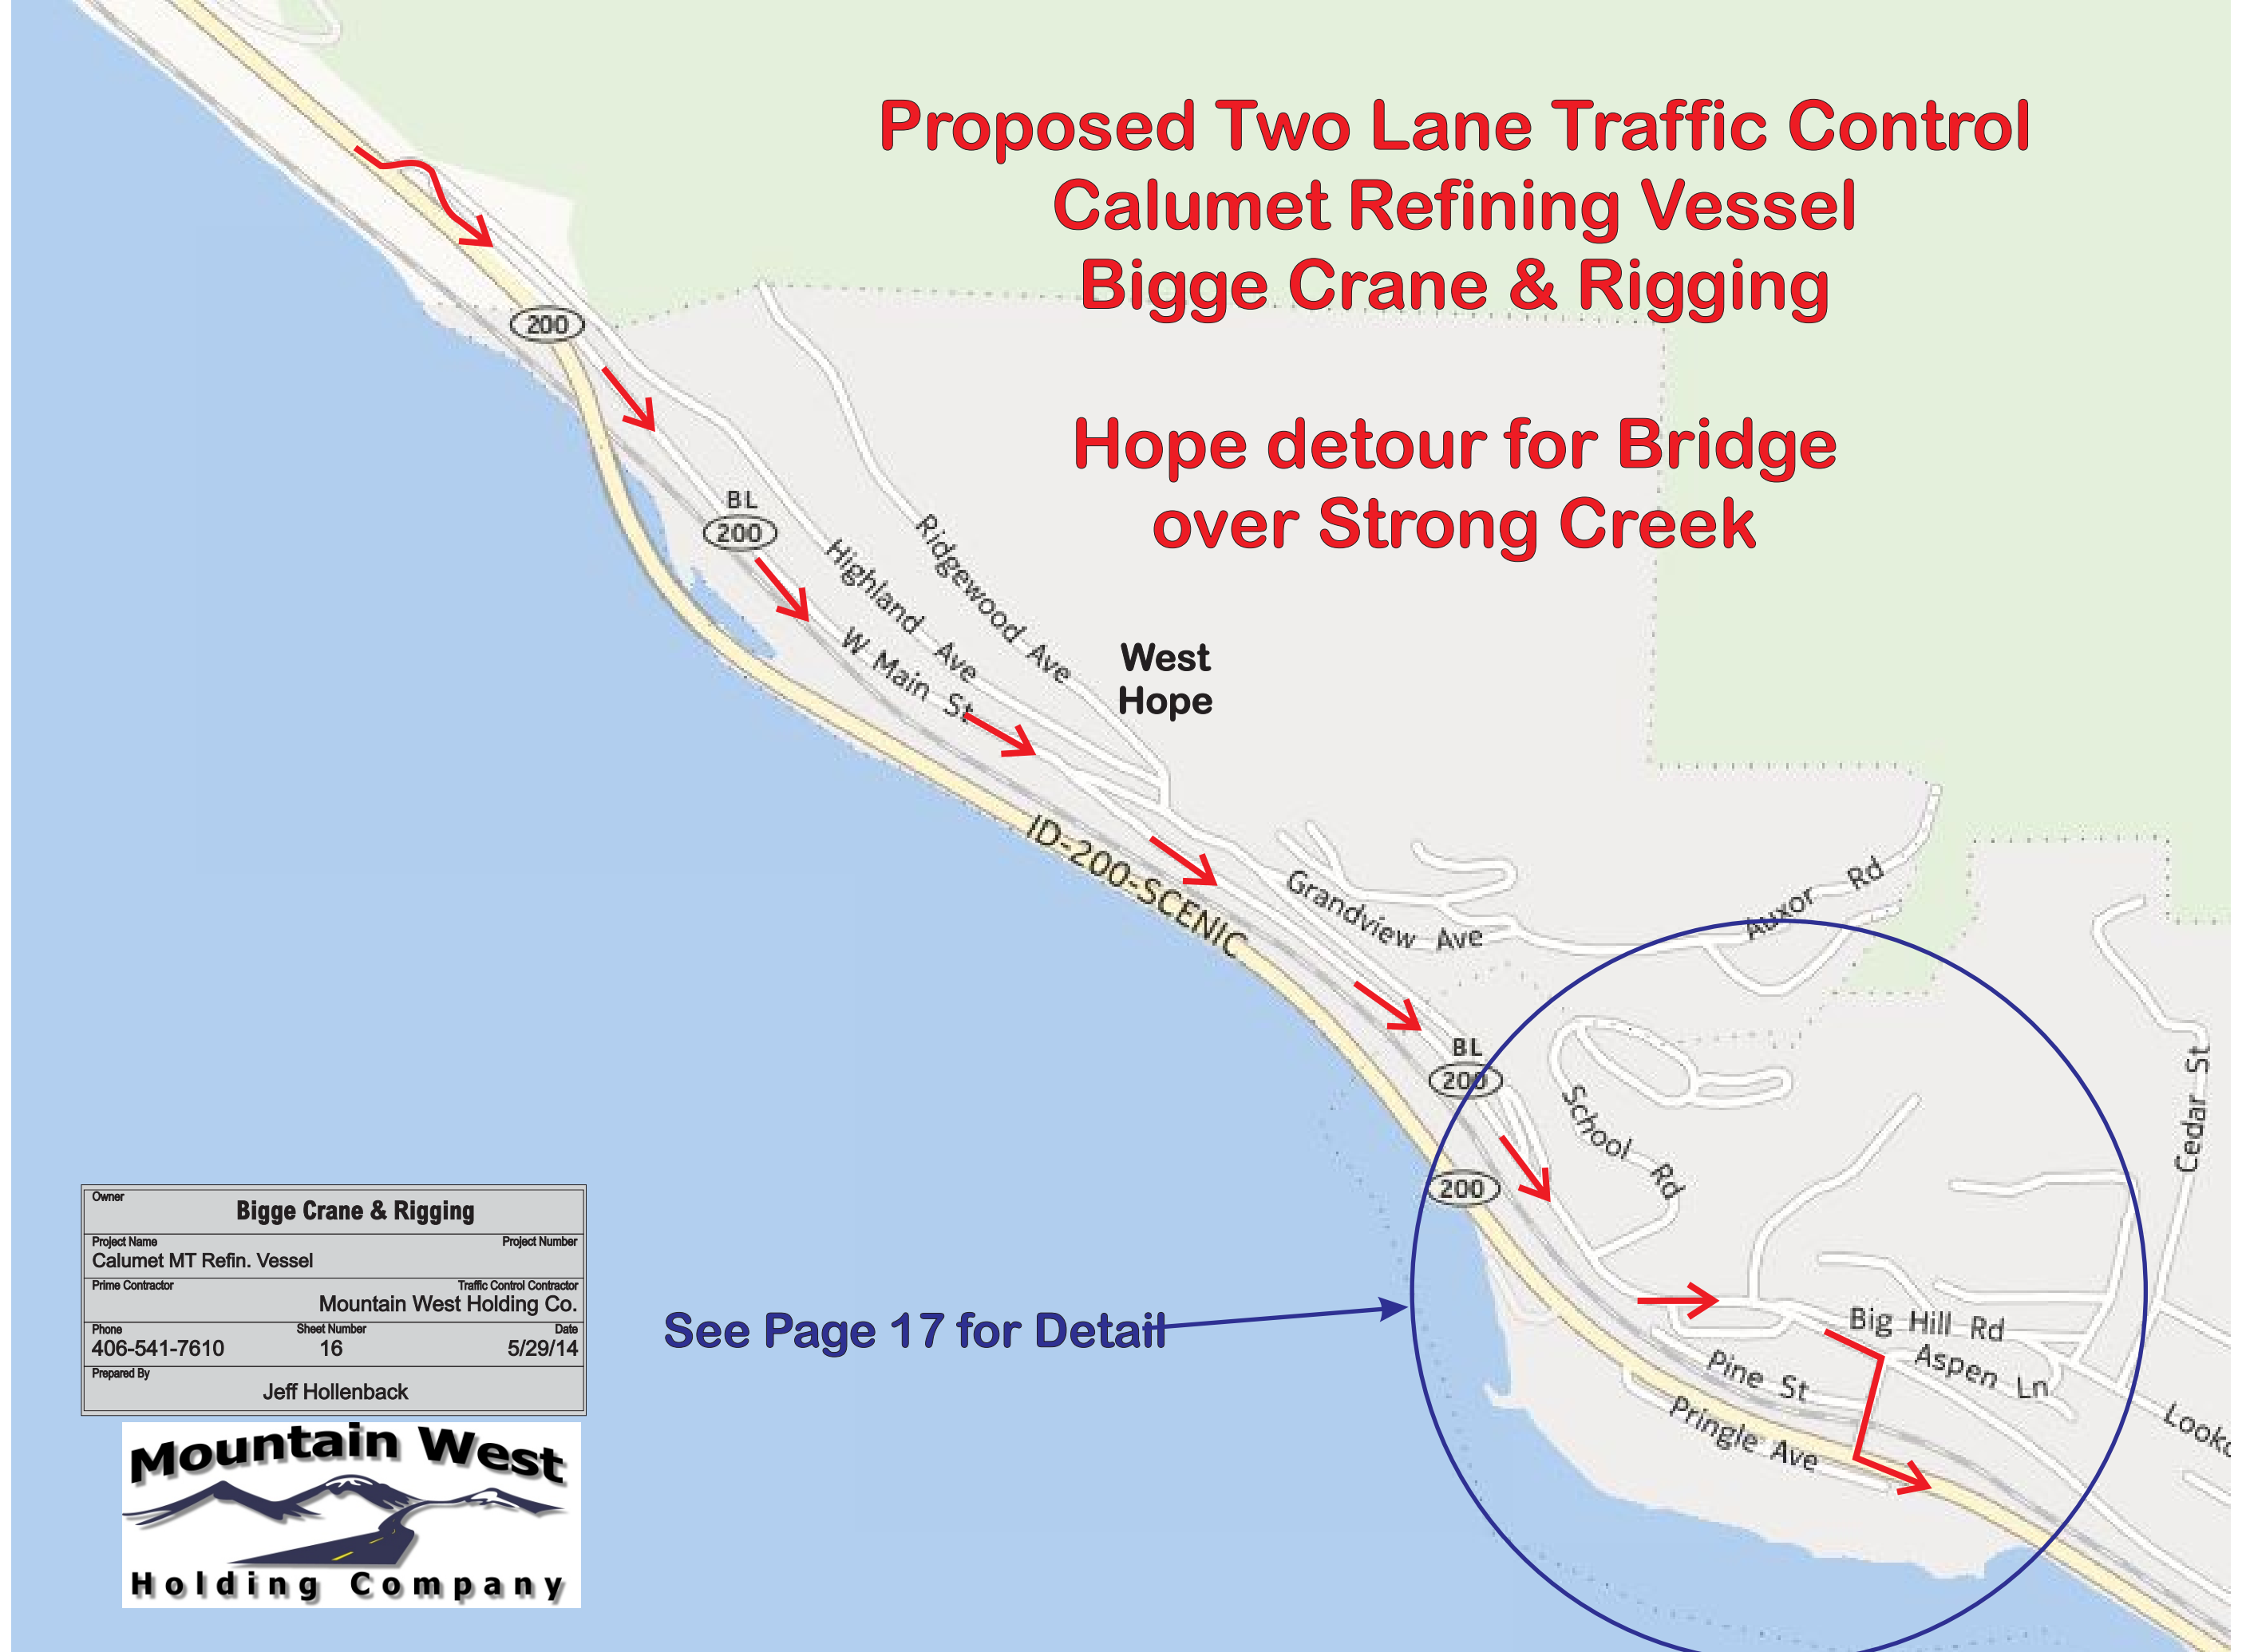 Proposed Two Lane Traffic Control
Calumet Refining Vessel
Bigge Crane & Rigging
Hope detour for Bridge
over Strong Creek
200
BL
200
Highland Ave
Ridgewood Ave
W Main St
West
Hope
ID-200-SCENIC
Grandview Ave
Auxor Rd
BL
200
200
School Rd
Cedar St
Big Hill Rd
Aspen Ln
Pine St
Pringle Ave
See Page 17 for Detail
Owner
Bigge Crane & Rigging
Project Name
Project Number
Calumet MT Refin. Vessel
Prime Contractor
Traffic Control Contractor
Mountain West Holding Co.
Phone
Sheet Number
Date
406-541-7610
16
5/29/14
Prepared By
Jeff Hollenback
Mountain West
Holding Company